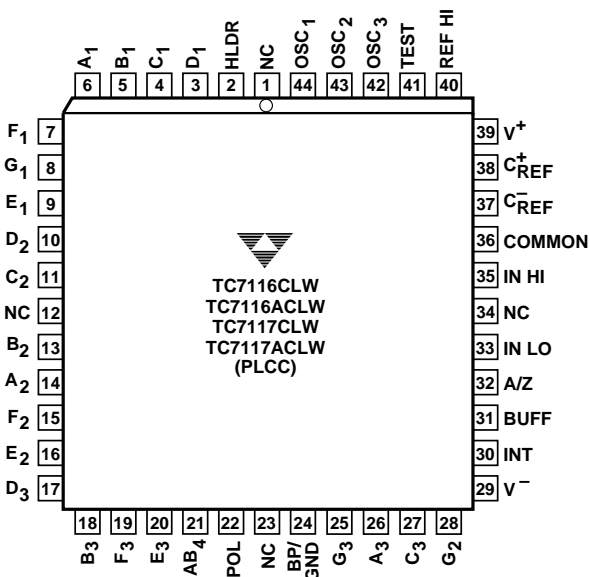 A1 B1 C1 D1 HLDR NC OSC1 OSC2 OSC3 TEST REF HI
6 5 4 3 2 1 44 43 42 41 40
F1 7
G1 8
E1 9
D2 10
C2 11
NC 12
B2 13
A2 14
F2 15
E2 16
D3 17
TC7116CLW
TC7116ACLW
TC7117CLW
TC7117ACLW
(PLCC)
39 V+
38 C+REF
37 C–REF
36 COMMON
35 IN HI
34 NC
33 IN LO
32 A/Z
31 BUFF
30 INT
29 V–
18 19 20 21 22 23 24 25 26 27 28
B3 F3 E3 AB4 POL NC BP/GND G3 A3 C3 G2